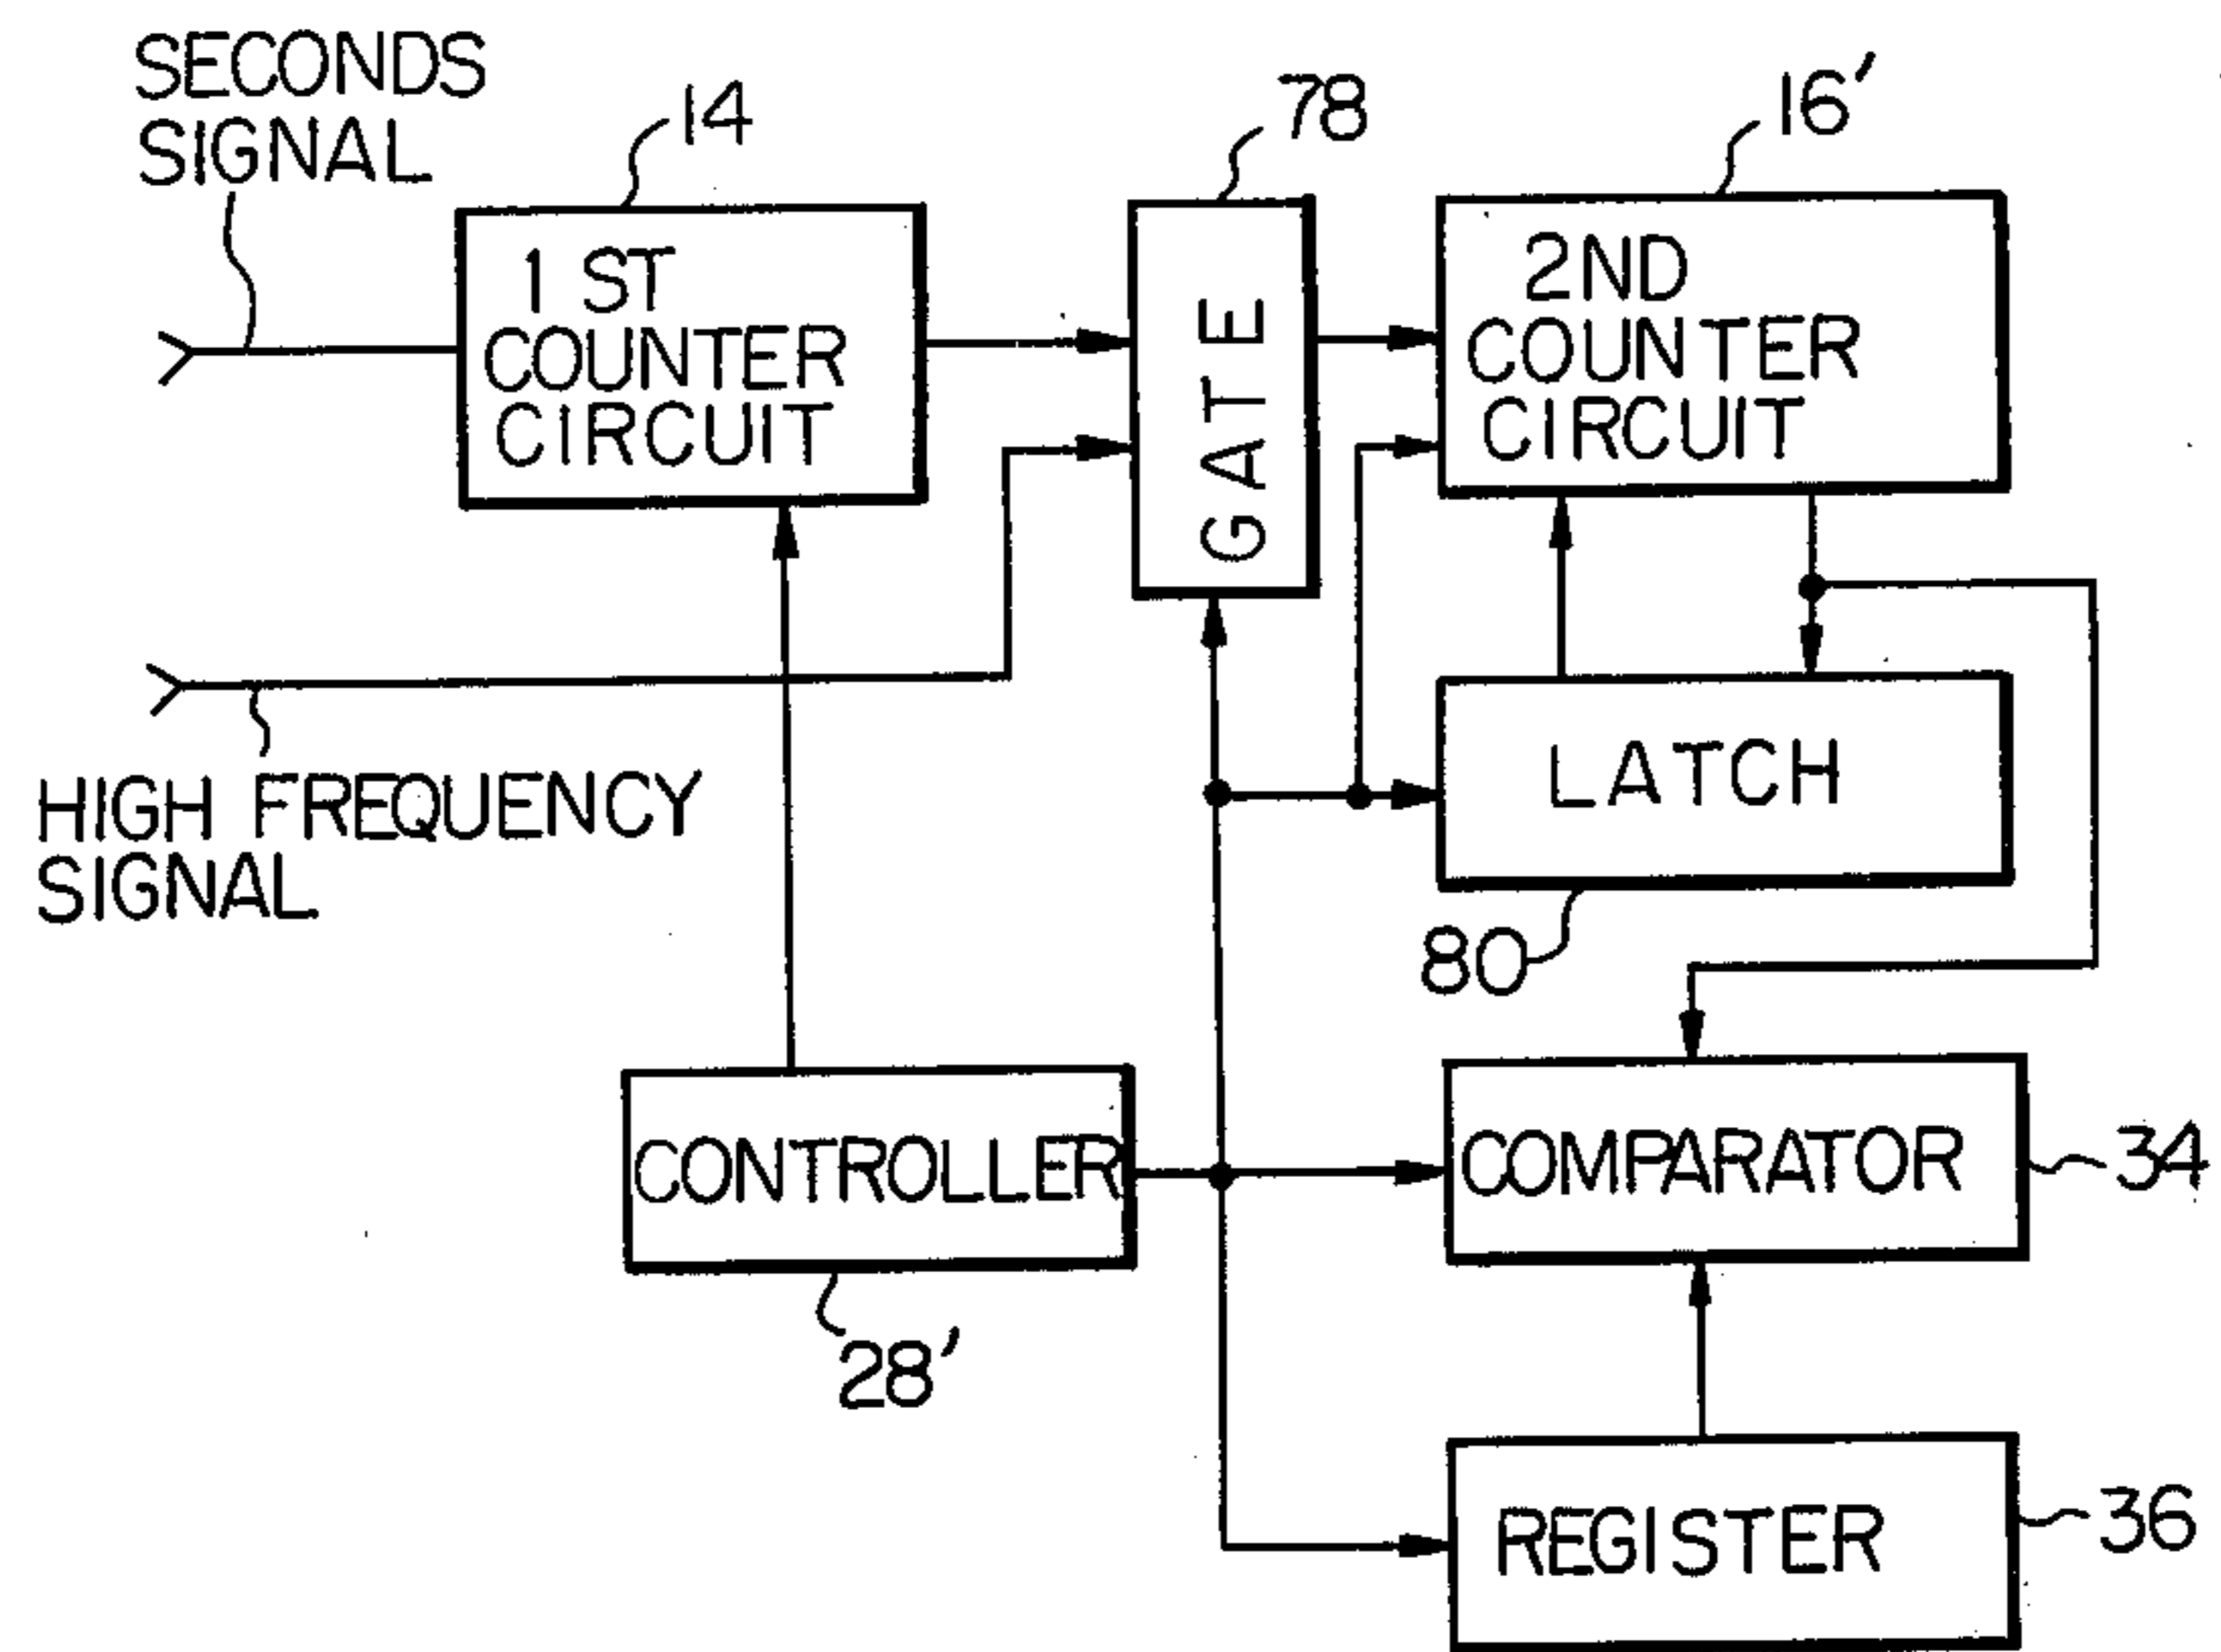 SECONDS
SIGNAL
14
78
16'
1 ST
COUNTER
CIRCUIT
GATE
2ND
COUNTER
CIRCUIT
HIGH FREQUENCY
SIGNAL
LATCH
80
CONTROLLER
COMPARATOR
34
28'
REGISTER
36